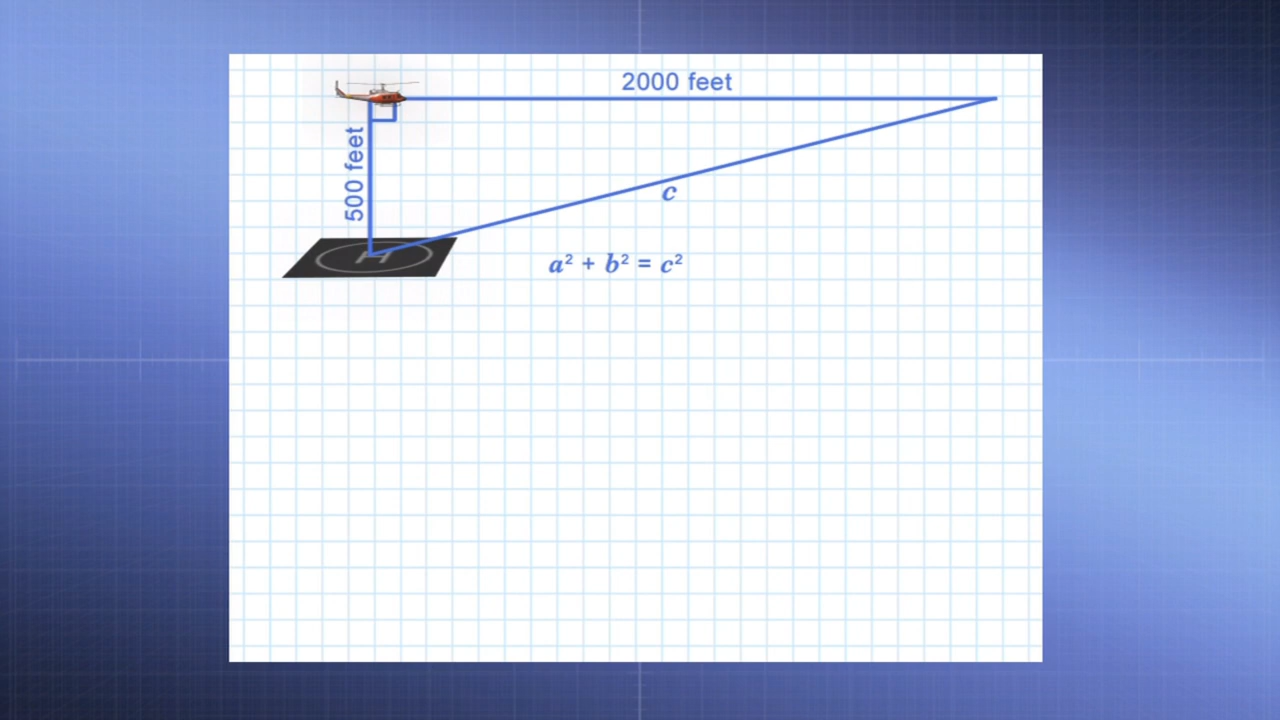 2000 feet
500 feet
c
H
a² + b² = c²